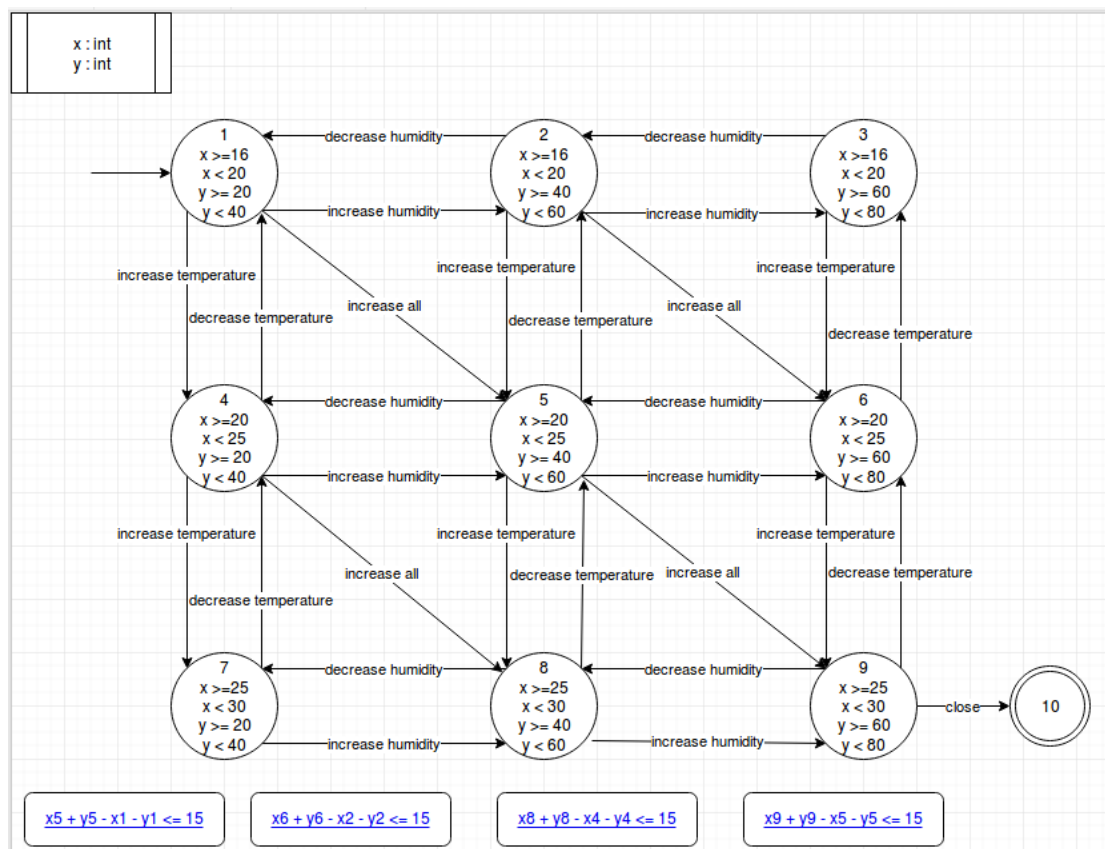 x : int
y : int
1
x >=16
x < 20
y >= 20
y < 40
2
x >=16
x < 20
y >= 40
y < 60
3
x >=16
x < 20
y >= 60
y < 80
decrease humidity
decrease humidity
increase humidity
increase humidity
increase temperature
increase temperature
increase temperature
decrease temperature
decrease temperature
decrease temperature
increase all
increase all
4
x >=20
x < 25
y >= 20
y < 40
5
x >=20
x < 25
y >= 40
y < 60
6
x >=20
x < 25
y >= 60
y < 80
decrease humidity
decrease humidity
increase humidity
increase humidity
increase temperature
increase temperature
increase temperature
decrease temperature
decrease temperature
decrease temperature
increase all
increase all
7
x >=25
x < 30
y >= 20
y < 40
8
x >=25
x < 30
y >= 40
y < 60
9
x >=25
x < 30
y >= 60
y < 80
decrease humidity
decrease humidity
increase humidity
increase humidity
close
10
x5 + y5 - x1 - y1 <= 15
x6 + y6 - x2 - y2 <= 15
x8 + y8 - x4 - y4 <= 15
x9 + y9 - x5 - y5 <= 15